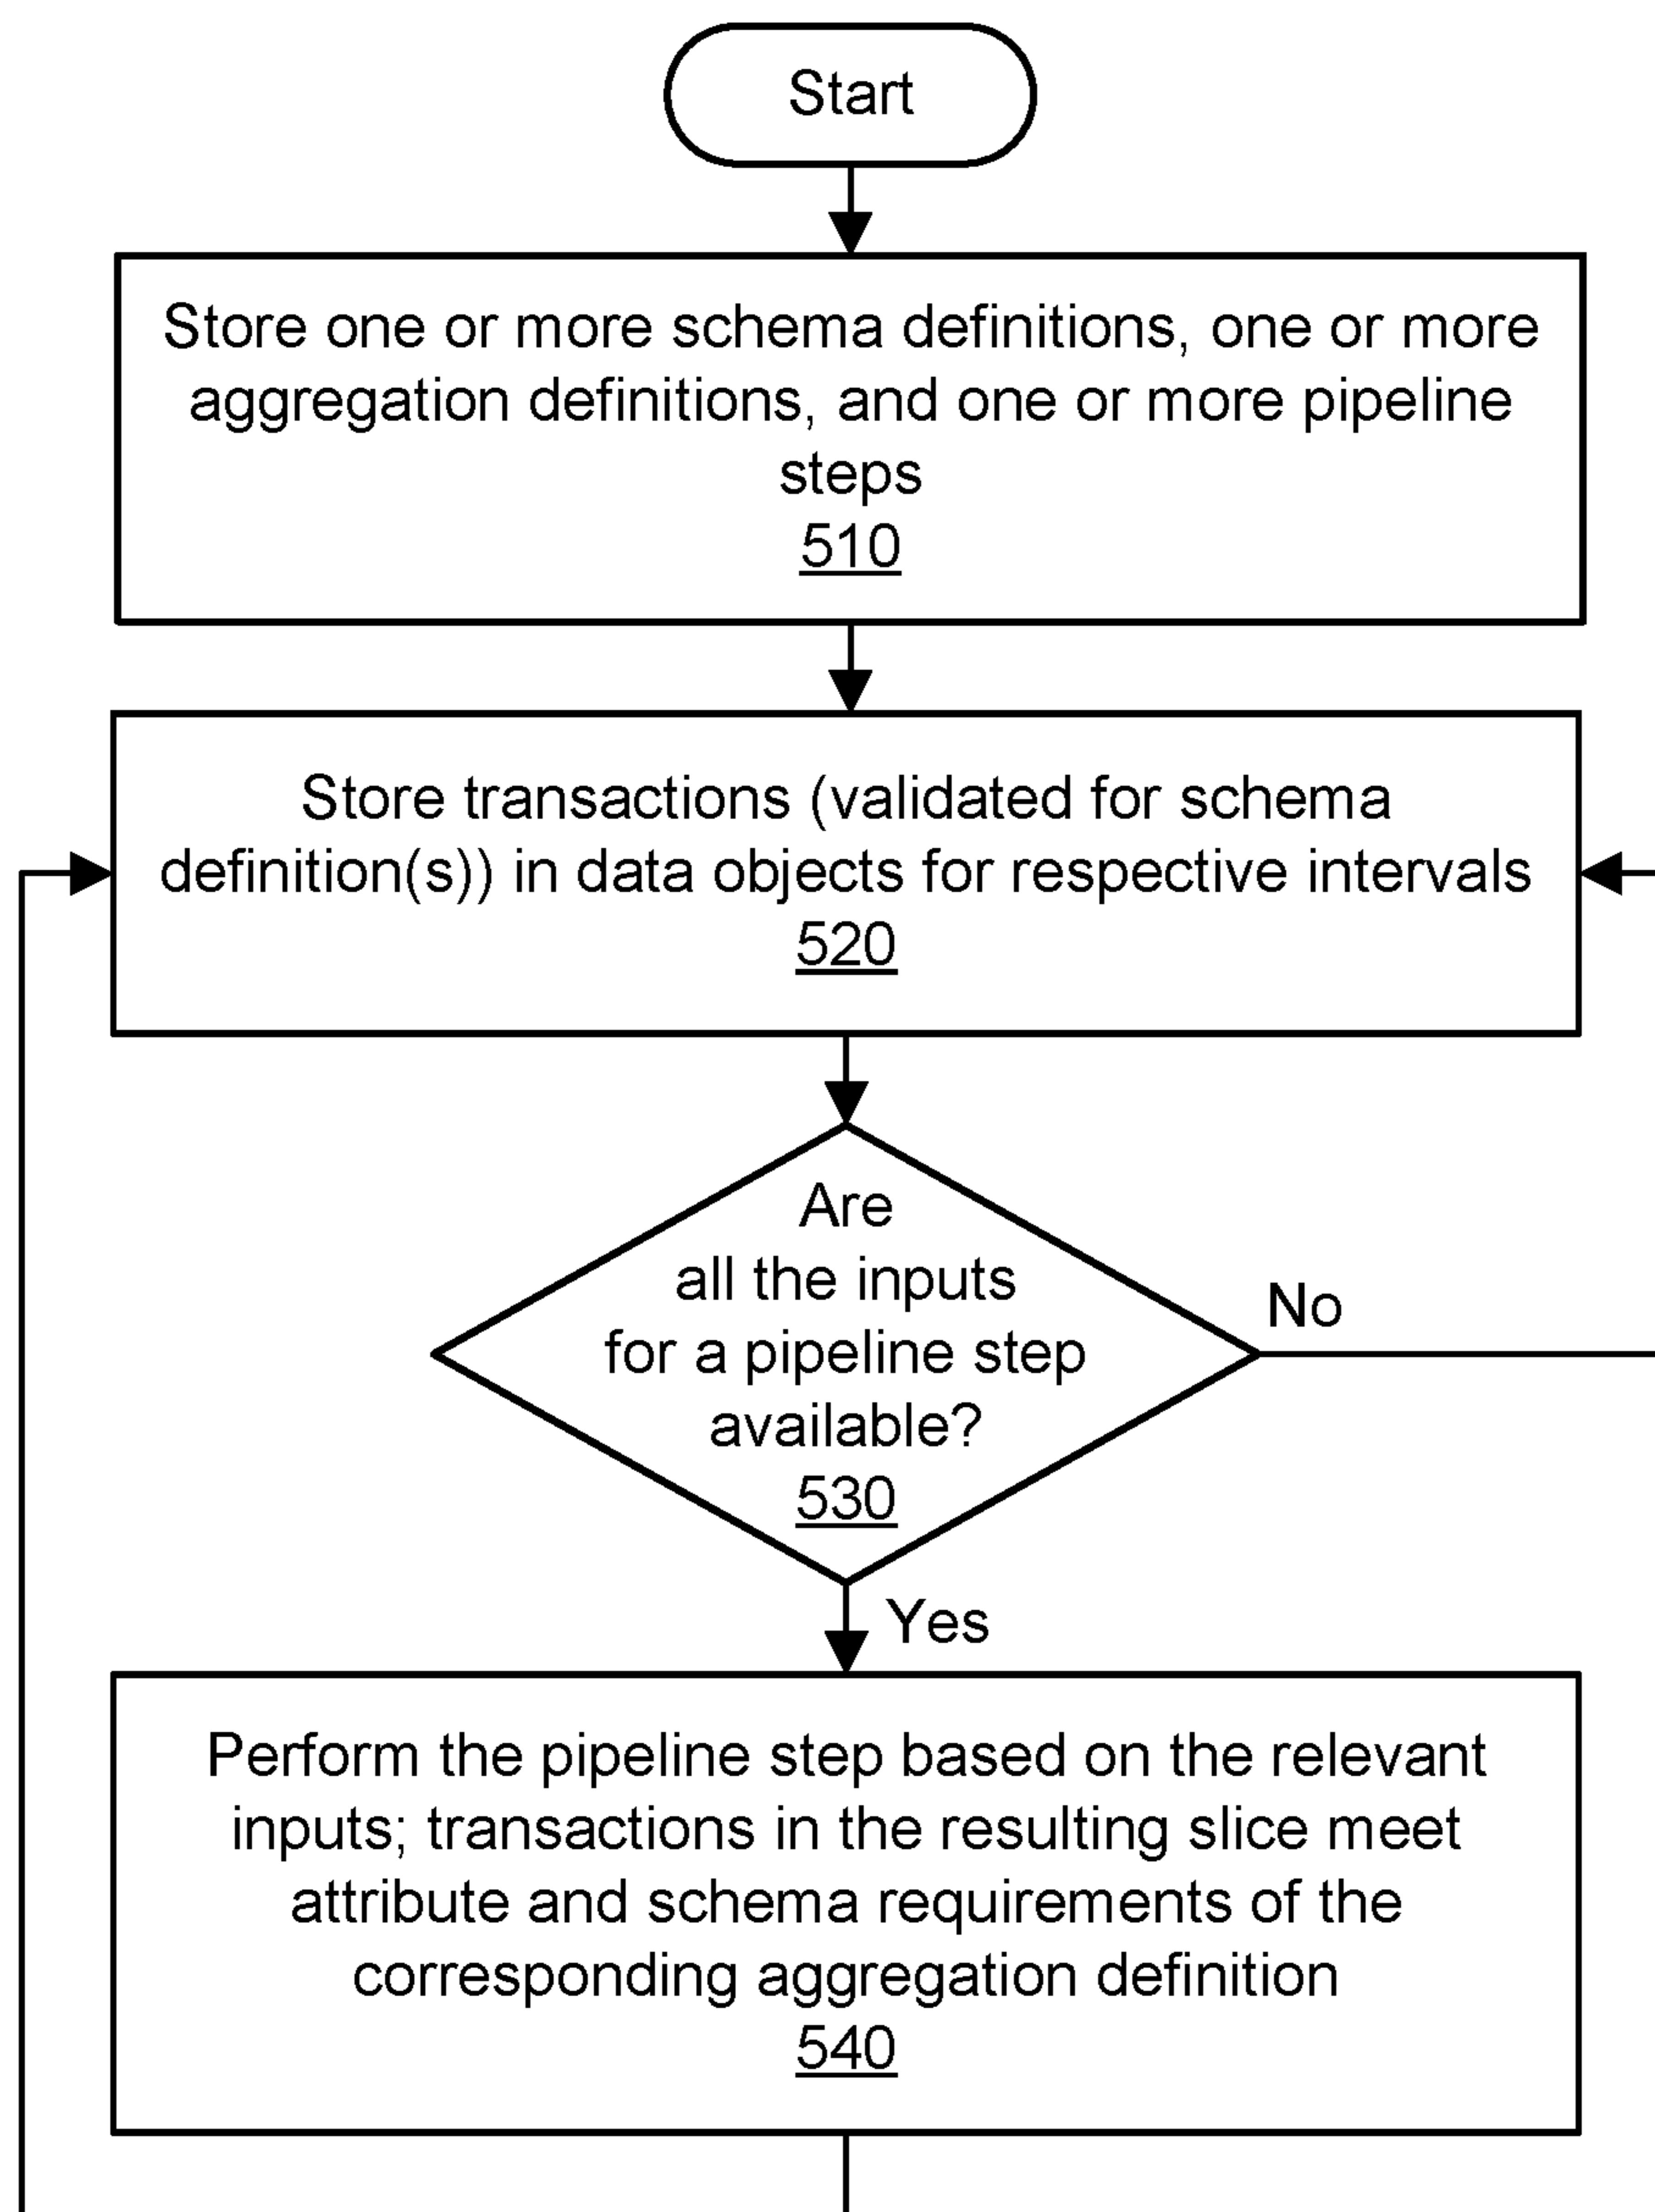 Start
Store one or more schema definitions, one or more
aggregation definitions, and one or more pipeline
steps
510
Store transactions (validated for schema
definition(s)) in data objects for respective intervals
520
Are
all the inputs
for a pipeline step
available?
530
No
Yes
Perform the pipeline step based on the relevant
inputs; transactions in the resulting slice meet
attribute and schema requirements of the
corresponding aggregation definition
540